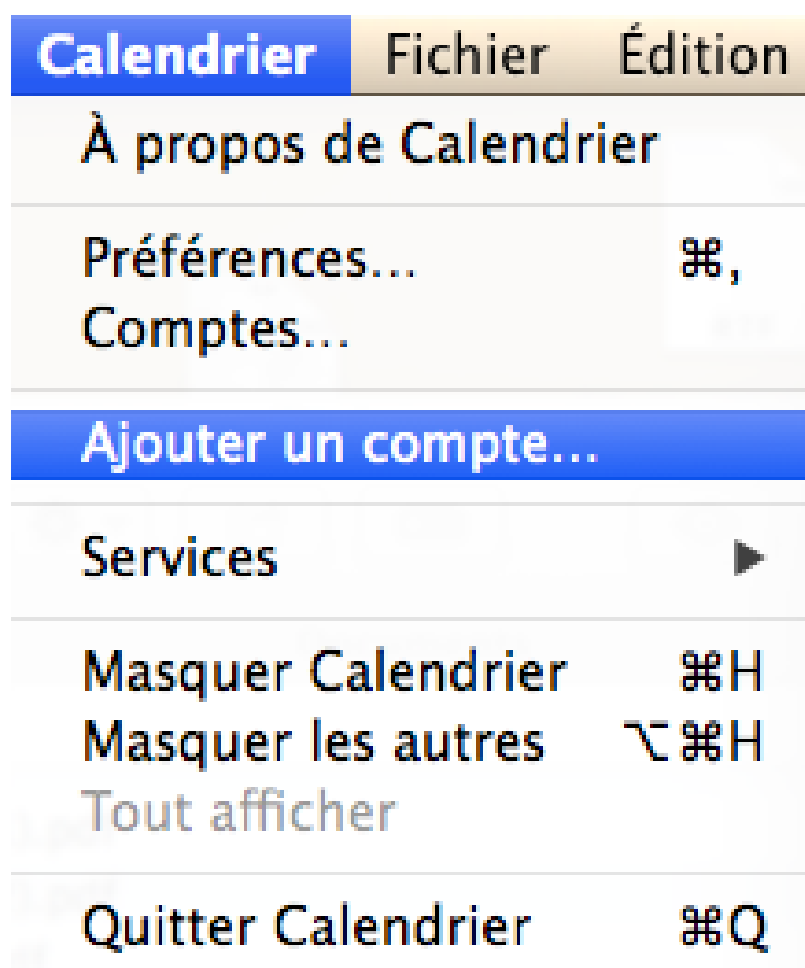 Calendrier Fichier Édition
À propos de Calendrier
Préférences... ⌘,
Comptes...
Ajouter un compte...
Services ▶
Masquer Calendrier ⌘H
Masquer les autres ⌥⌘H
Tout afficher
Quitter Calendrier ⌘Q